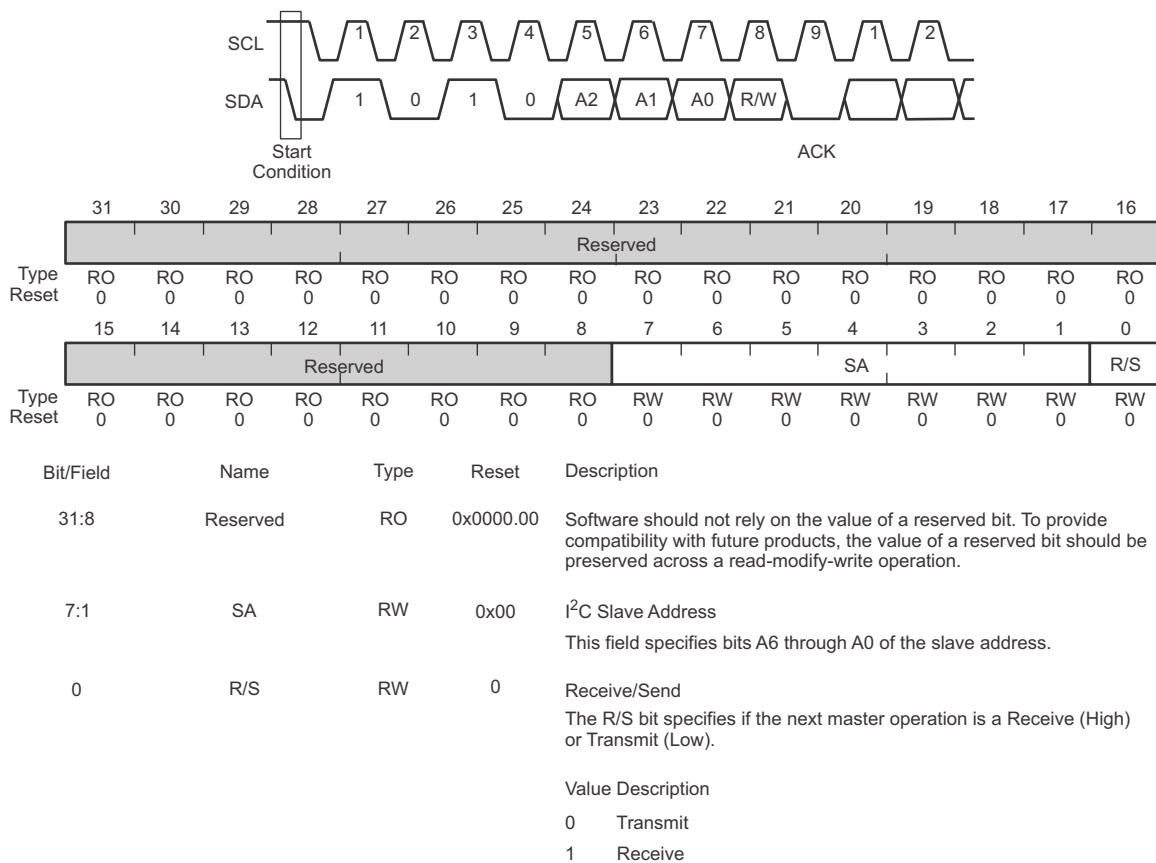 SCL 1 2 3 4 5 6 7 8 9 1 2
SDA 1 0 1 0 A2 A1 A0 R/W
Start
Condition
ACK
31 30 29 28 27 26 25 24 23 22 21 20 19 18 17 16
Reserved
Type RO RO RO RO RO RO RO RO RO RO RO RO RO RO RO RO
Reset 0 0 0 0 0 0 0 0 0 0 0 0 0 0 0 0
15 14 13 12 11 10 9 8 7 6 5 4 3 2 1 0
Reserved SA R/S
Type RO RO RO RO RO RO RO RO RW RW RW RW RW RW RW RW
Reset 0 0 0 0 0 0 0 0 0 0 0 0 0 0 0 0
Bit/Field Name Type Reset Description
31:8 Reserved RO 0x0000.00 Software should not rely on the value of a reserved bit. To provide
compatibility with future products, the value of a reserved bit should be
preserved across a read-modify-write operation.
7:1 SA RW 0x00 I²C Slave Address
This field specifies bits A6 through A0 of the slave address.
0 R/S RW 0 Receive/Send
The R/S bit specifies if the next master operation is a Receive (High)
or Transmit (Low).
Value Description
0 Transmit
1 Receive